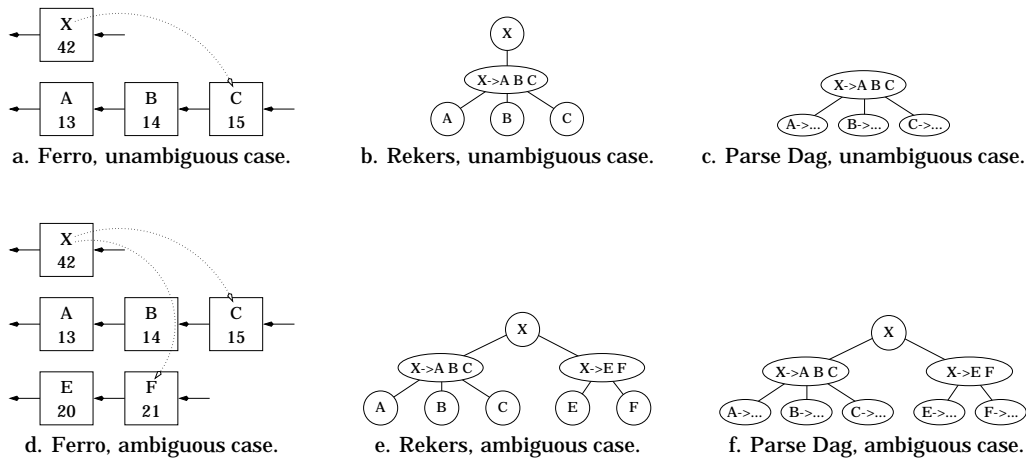 X
42
A
13
B
14
C
15
a. Ferro, unambiguous case.
X
X->A B C
A
B
C
b. Rekers, unambiguous case.
X->A B C
A->...
B->...
C->...
c. Parse Dag, unambiguous case.
X
42
A
13
B
14
C
15
E
20
F
21
d. Ferro, ambiguous case.
X
X->A B C
X->E F
A
B
C
E
F
e. Rekers, ambiguous case.
X
X->A B C
X->E F
A->...
B->...
C->...
E->...
F->...
f. Parse Dag, ambiguous case.